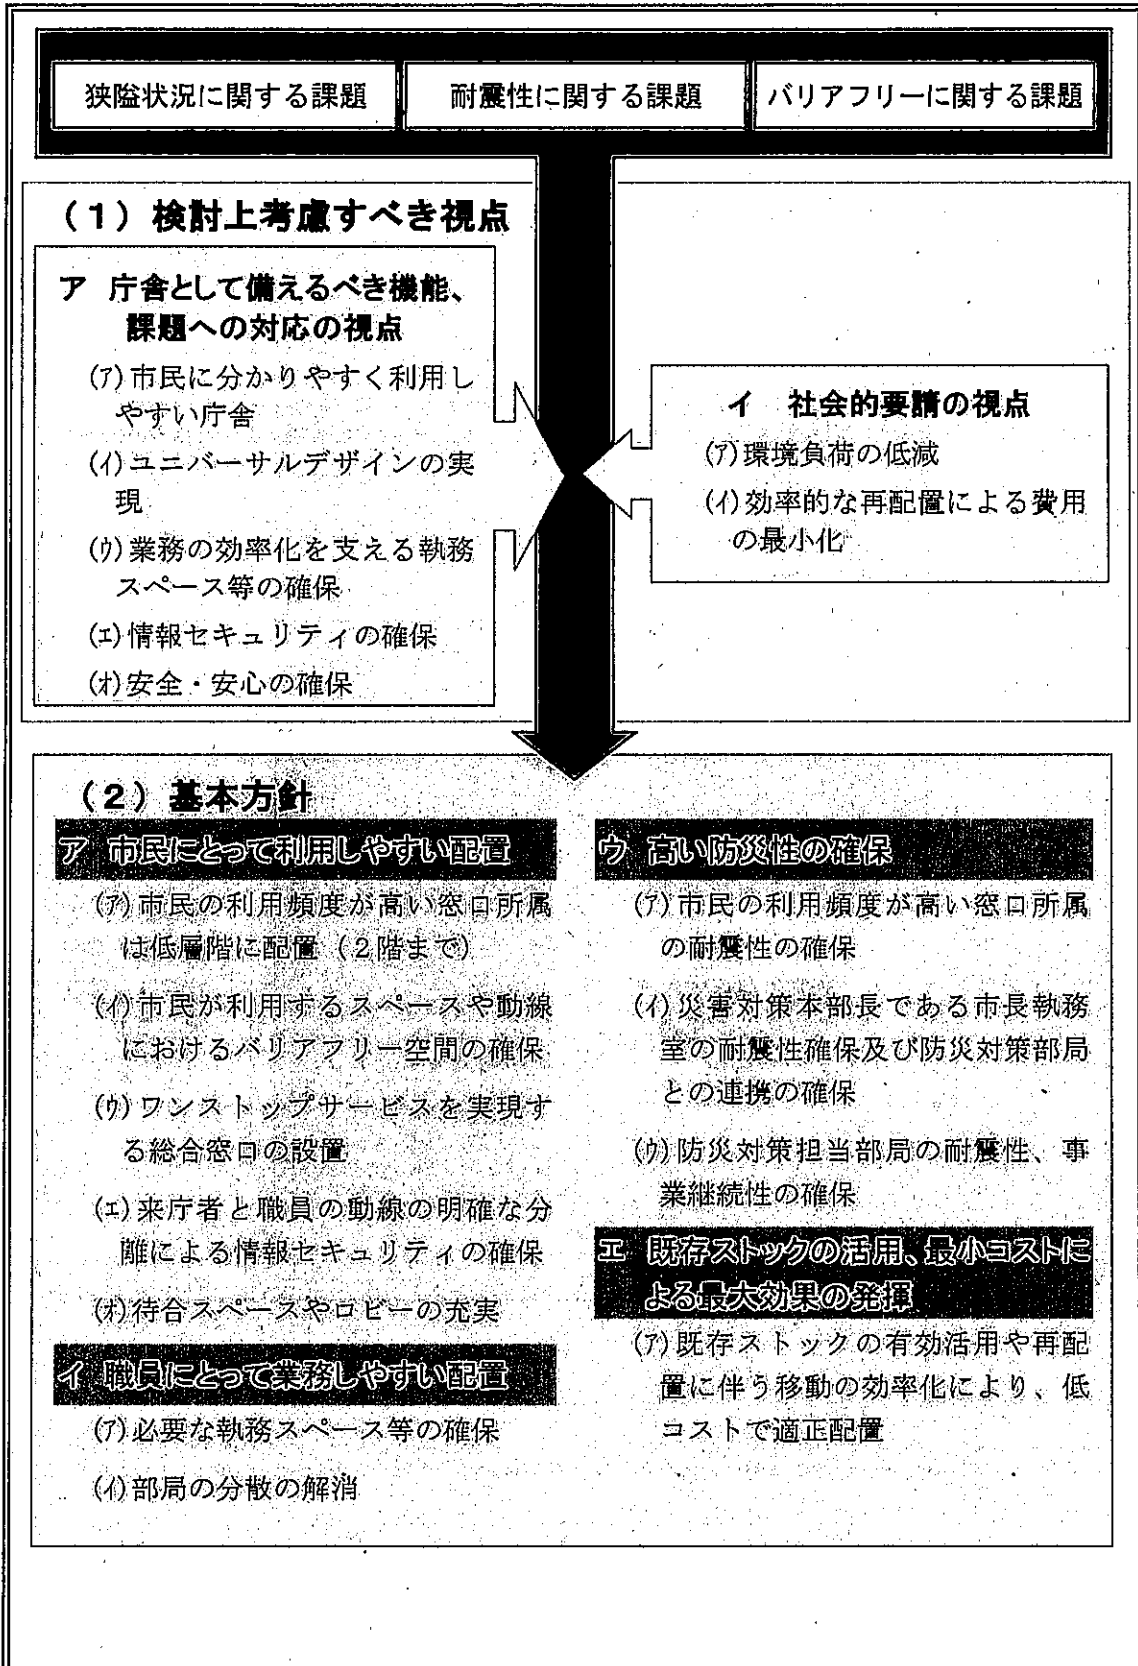 狭隘状況に関する課題
耐震性に関する課題
バリアフリーに関する課題
（1）検討上考慮すべき視点
ア 庁舎として備えるべき機能、
課題への対応の視点
(ｱ)市民に分かりやすく利用し
やすい庁舎
(ｲ)ユニバーサルデザインの実
現
(ｳ)業務の効率化を支える執務
スペース等の確保
(ｴ)情報セキュリティの確保
(ｵ)安全・安心の確保
イ 社会的要請の視点
(ｱ)環境負荷の低減
(ｲ)効率的な再配置による費用
の最小化
（2）基本方針
ア 市民にとって利用しやすい配置
(ｱ)市民の利用頻度が高い窓口所属
は低層階に配置（2階まで）
(ｲ)市民が利用するスペースや動線
におけるバリアフリー空間の確保
(ｳ)ワンストップサービスを実現す
る総合窓口の設置
(ｴ)来庁者と職員の動線の明確な分
離による情報セキュリティの確保
(ｵ)待合スペースやロビーの充実
イ 職員にとって業務しやすい配置
(ｱ)必要な執務スペース等の確保
(ｲ)部局の分散の解消
ウ 高い防災性の確保
(ｱ)市民の利用頻度が高い窓口所属
の耐震性の確保
(ｲ)災害対策本部長である市長執務
室の耐震性確保及び防災対策部局
との連携の確保
(ｳ)防災対策担当部局の耐震性、事
業継続性の確保
エ 既存ストックの活用、最小コストに
よる最大効果の発揮
(ｱ)既存ストックの有効活用や再配
置に伴う移動の効率化により、低
コストで適正配置